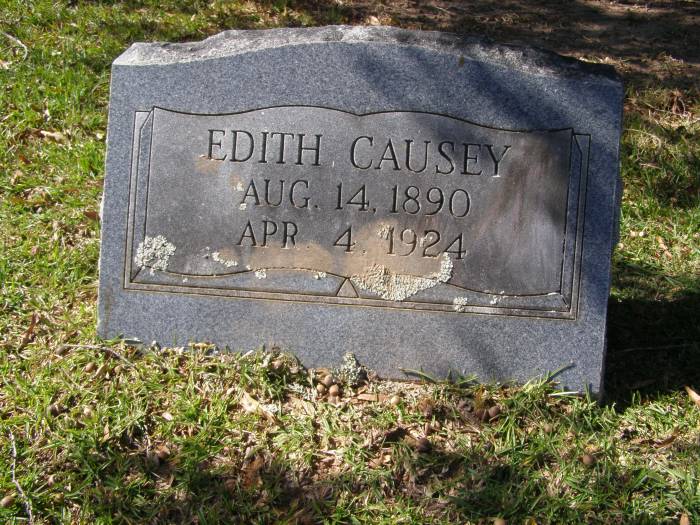 EDITH CAUSEY
AUG. 14, 1890
APR. 4, 1924